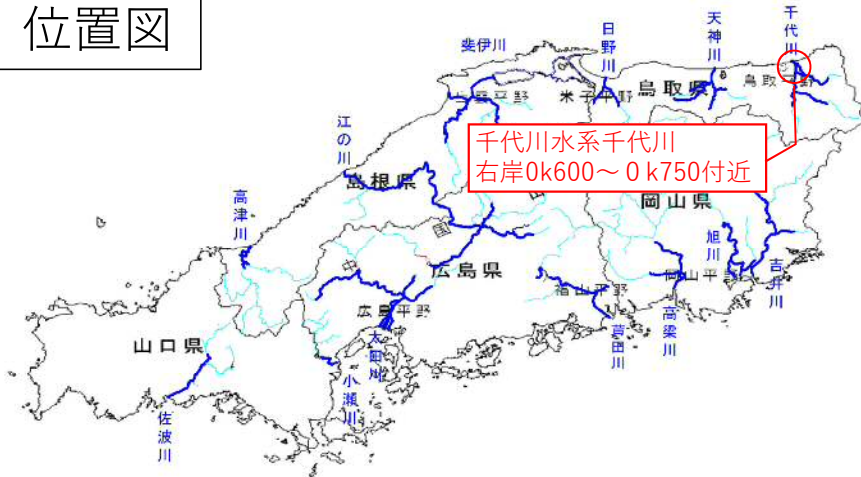 位置図
千代川
天神川
日野川
斐伊川
鳥取平野
鳥取県
米子平野
出雲平野
江の川
千代川水系千代川
右岸0k600～０k750付近
島根県
岡山県
高津川
旭川
中国山
吉井川
広島県
岡山平野
福山平野
広島平野
高梁川
芦田川
山口県
太田川
小瀬川
佐波川